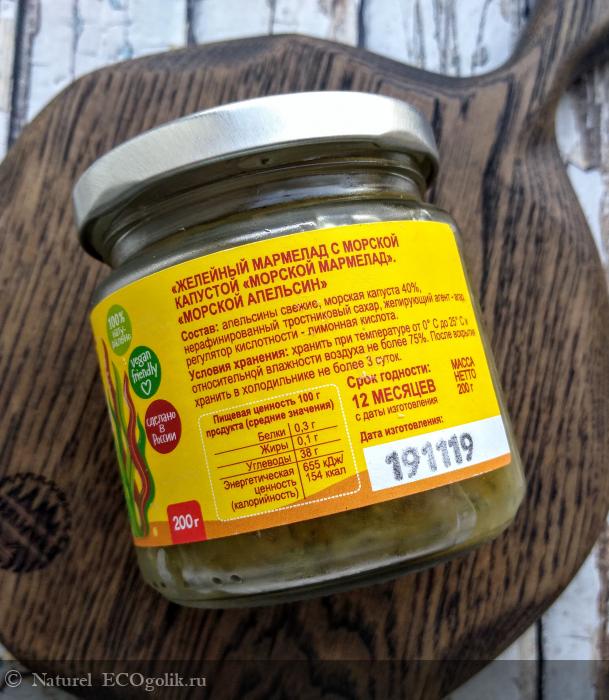 «ЖЕЛЕЙНЫЙ МАРМЕЛАД С МОРСКОЙ
КАПУСТОЙ «МОРСКОЙ МАРМЕЛАД».
«МОРСКОЙ АПЕЛЬСИН»
Состав: апельсины свежие, морская капуста 40%,
нерафинированный тростниковый сахар, желирующий агент - агар,
регулятор кислотности - лимонная кислота.
Условия хранения: хранить при температуре от 0° С до 25° С и
относительной влажности воздуха не более 75%. После вскрытия
хранить в холодильнике не более 3 суток.
100%
НАТУ-
РАЛЬНО
vegan
friendly
сделано
в
России
200 г
Пищевая ценность 100 г
продукта (средние значения)
Белки 0,3 г
Жиры 0,1 г
Углеводы 38 г
Энергетическая 655 кДж/
ценность 154 ккал
(калорийность)
Срок годности:
12 МЕСЯЦЕВ
с даты изготовления
МАССА
НЕТТО
200 г
Дата изготовления:
191119
© Naturel ECOgolik.ru